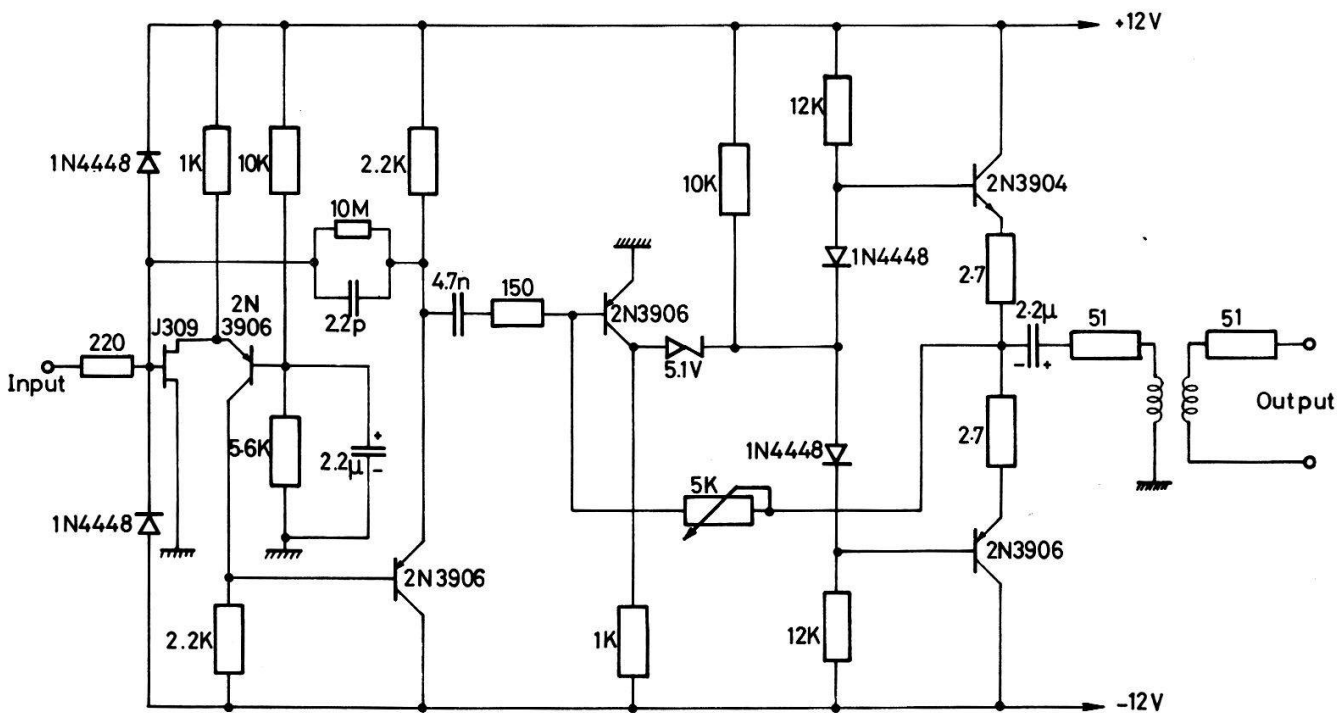 +12V
12K
1N4448
1K
10K
2.2K
10K
2N3904
10M
4.7n
150
1N4448
2.7
2.2p
2N3906
2.2µ
51
51
J309
2N
3906
220
Input
5.1V
- +
Output
5.6K
+
2.2µ
-
1N4448
2.7
5K
1N4448
2N3906
2N3906
2.2K
1K
12K
-12V